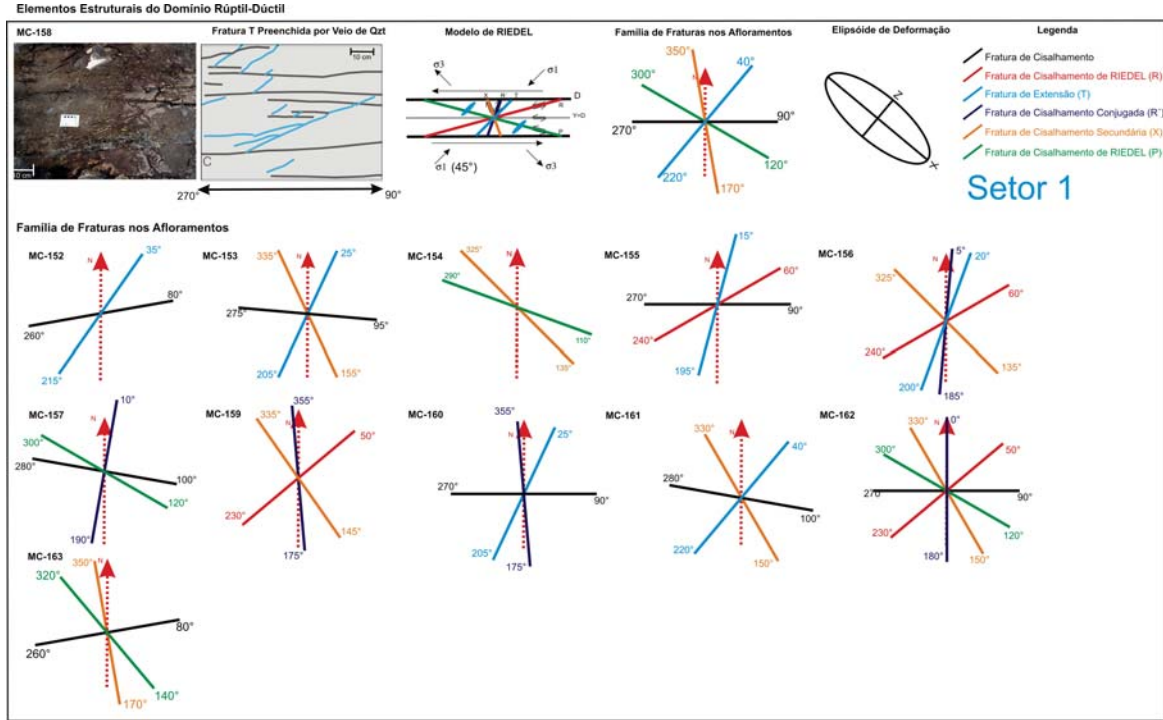 Elementos Estruturais do Domínio Rúptil-Dúctil
MC-158
Fratura T Preenchida por Veio de Qzt
Modelo de RIEDEL
Família de Fraturas nos Afloramentos
Elipsóide de Deformação
Legenda
10 cm
10 cm
C
270°
90°
σ3
σ1
X
R´
T
D
R
Y=D
P
σ1
(45°)
σ3
350°
N
40°
300°
270°
90°
120°
220°
170°
Z
X
Fratura de Cisalhamento
Fratura de Cisalhamento de RIEDEL (R)
Fratura de Extensão (T)
Fratura de Cisalhamento Conjugada (R´)
Fratura de Cisalhamento Secundária (X)
Fratura de Cisalhamento de RIEDEL (P)
Setor 1
Família de Fraturas nos Afloramentos
MC-152
N
35°
80°
260°
215°
MC-153
335°
N
25°
275°
95°
205°
155°
MC-154
325°
N
290°
110°
135°
MC-155
N
15°
60°
270°
90°
240°
195°
MC-156
5°
N
20°
325°
60°
240°
135°
200°
185°
MC-157
10°
N
300°
280°
100°
120°
190°
MC-159
335°
355°
N
50°
230°
145°
175°
MC-160
355°
N
25°
270°
90°
205°
175°
MC-161
330°
N
40°
280°
100°
220°
150°
MC-162
0°
N
330°
50°
300°
270°
90°
230°
120°
150°
180°
MC-163
350°
N
320°
80°
260°
140°
170°